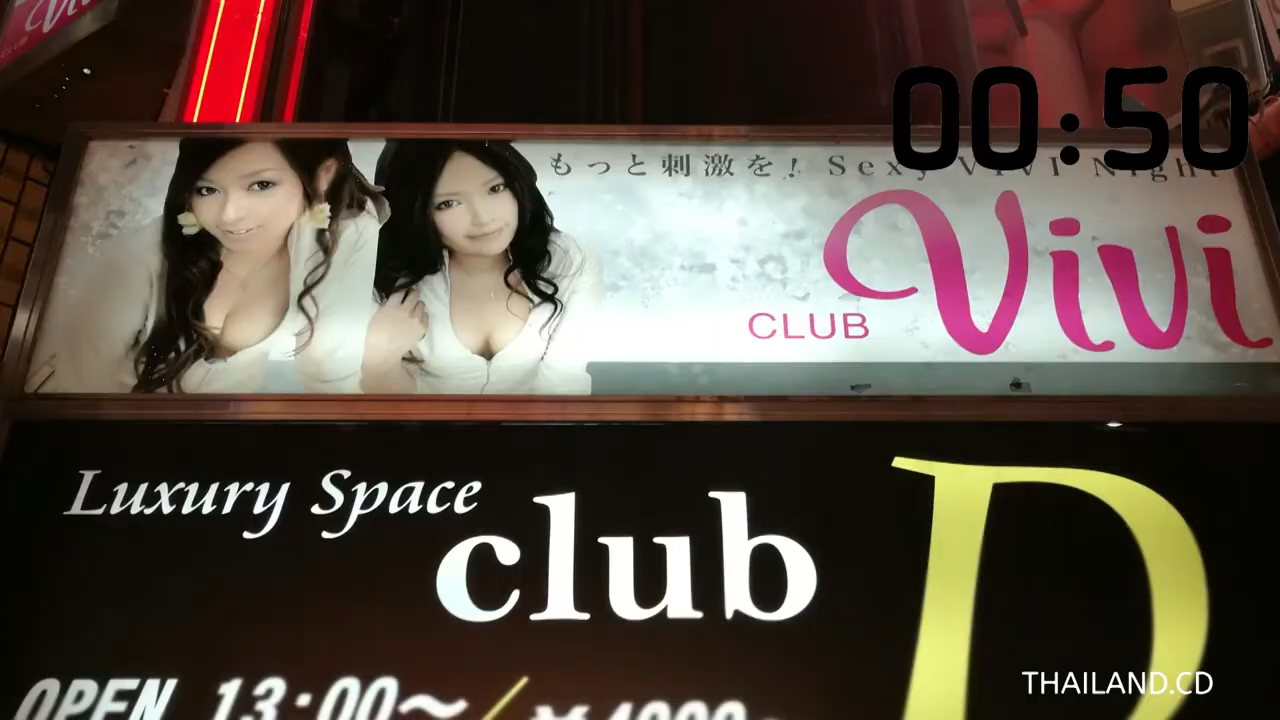 00:50
もっと刺激を! Sexy VIVI Night
CLUB Vivi
Luxury Space
club D
OPEN 13:00〜
THAILAND.CD